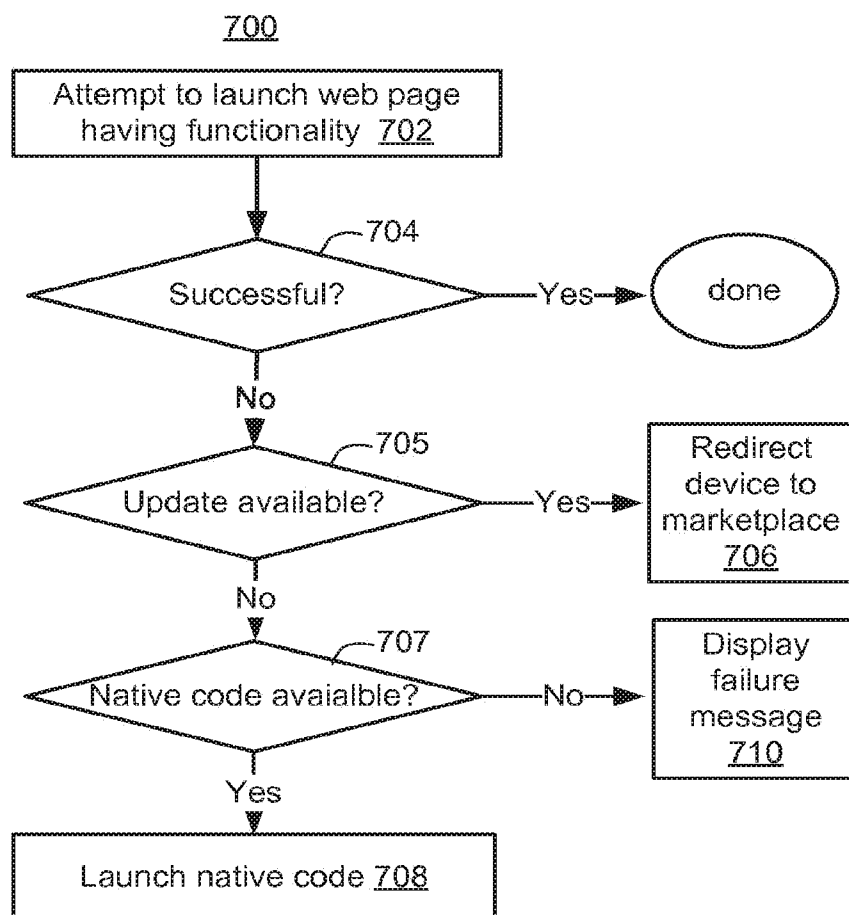 700
Attempt to launch web page
having functionality 702
704
Successful?
Yes
done
No
705
Update available?
Yes
Redirect
device to
marketplace
706
No
707
Native code avaialble?
No
Display
failure
message
710
Yes
Launch native code 708